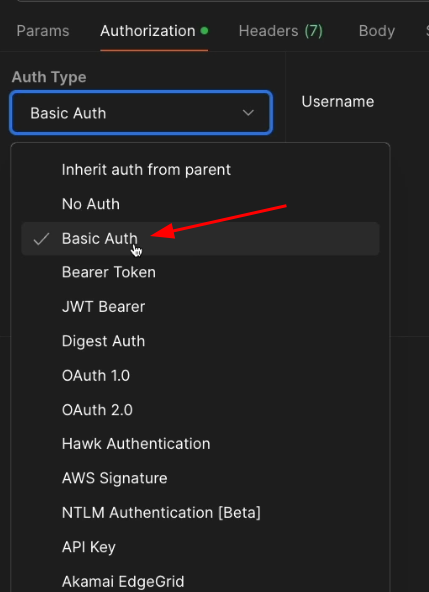 Params Authorization Headers (7) Body
Auth Type
Basic Auth
Username
Inherit auth from parent
No Auth
Basic Auth
Bearer Token
JWT Bearer
Digest Auth
OAuth 1.0
OAuth 2.0
Hawk Authentication
AWS Signature
NTLM Authentication [Beta]
API Key
Akamai EdgeGrid